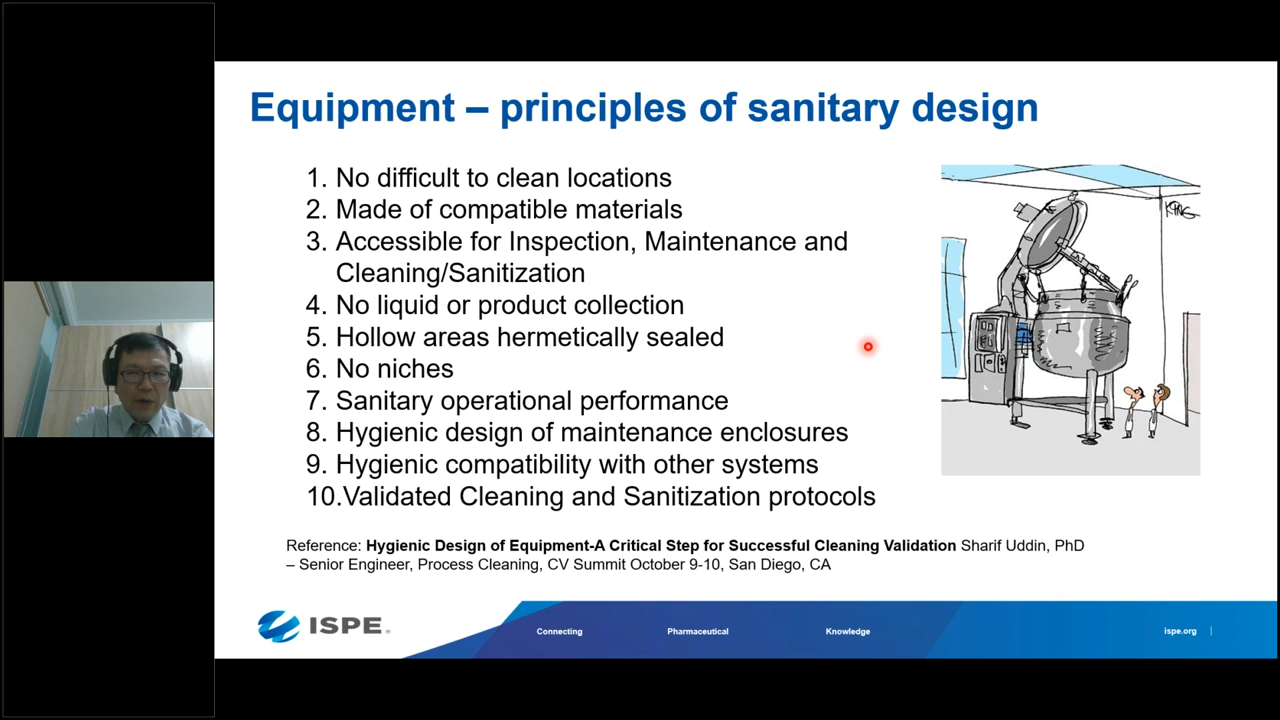 Equipment – principles of sanitary design
1. No difficult to clean locations
2. Made of compatible materials
3. Accessible for Inspection, Maintenance and
Cleaning/Sanitization
4. No liquid or product collection
5. Hollow areas hermetically sealed
6. No niches
7. Sanitary operational performance
8. Hygienic design of maintenance enclosures
9. Hygienic compatibility with other systems
10.Validated Cleaning and Sanitization protocols
KING
Reference: Hygienic Design of Equipment-A Critical Step for Successful Cleaning Validation Sharif Uddin, PhD
– Senior Engineer, Process Cleaning, CV Summit October 9-10, San Diego, CA
ISPE®
Connecting Pharmaceutical Knowledge ispe.org |